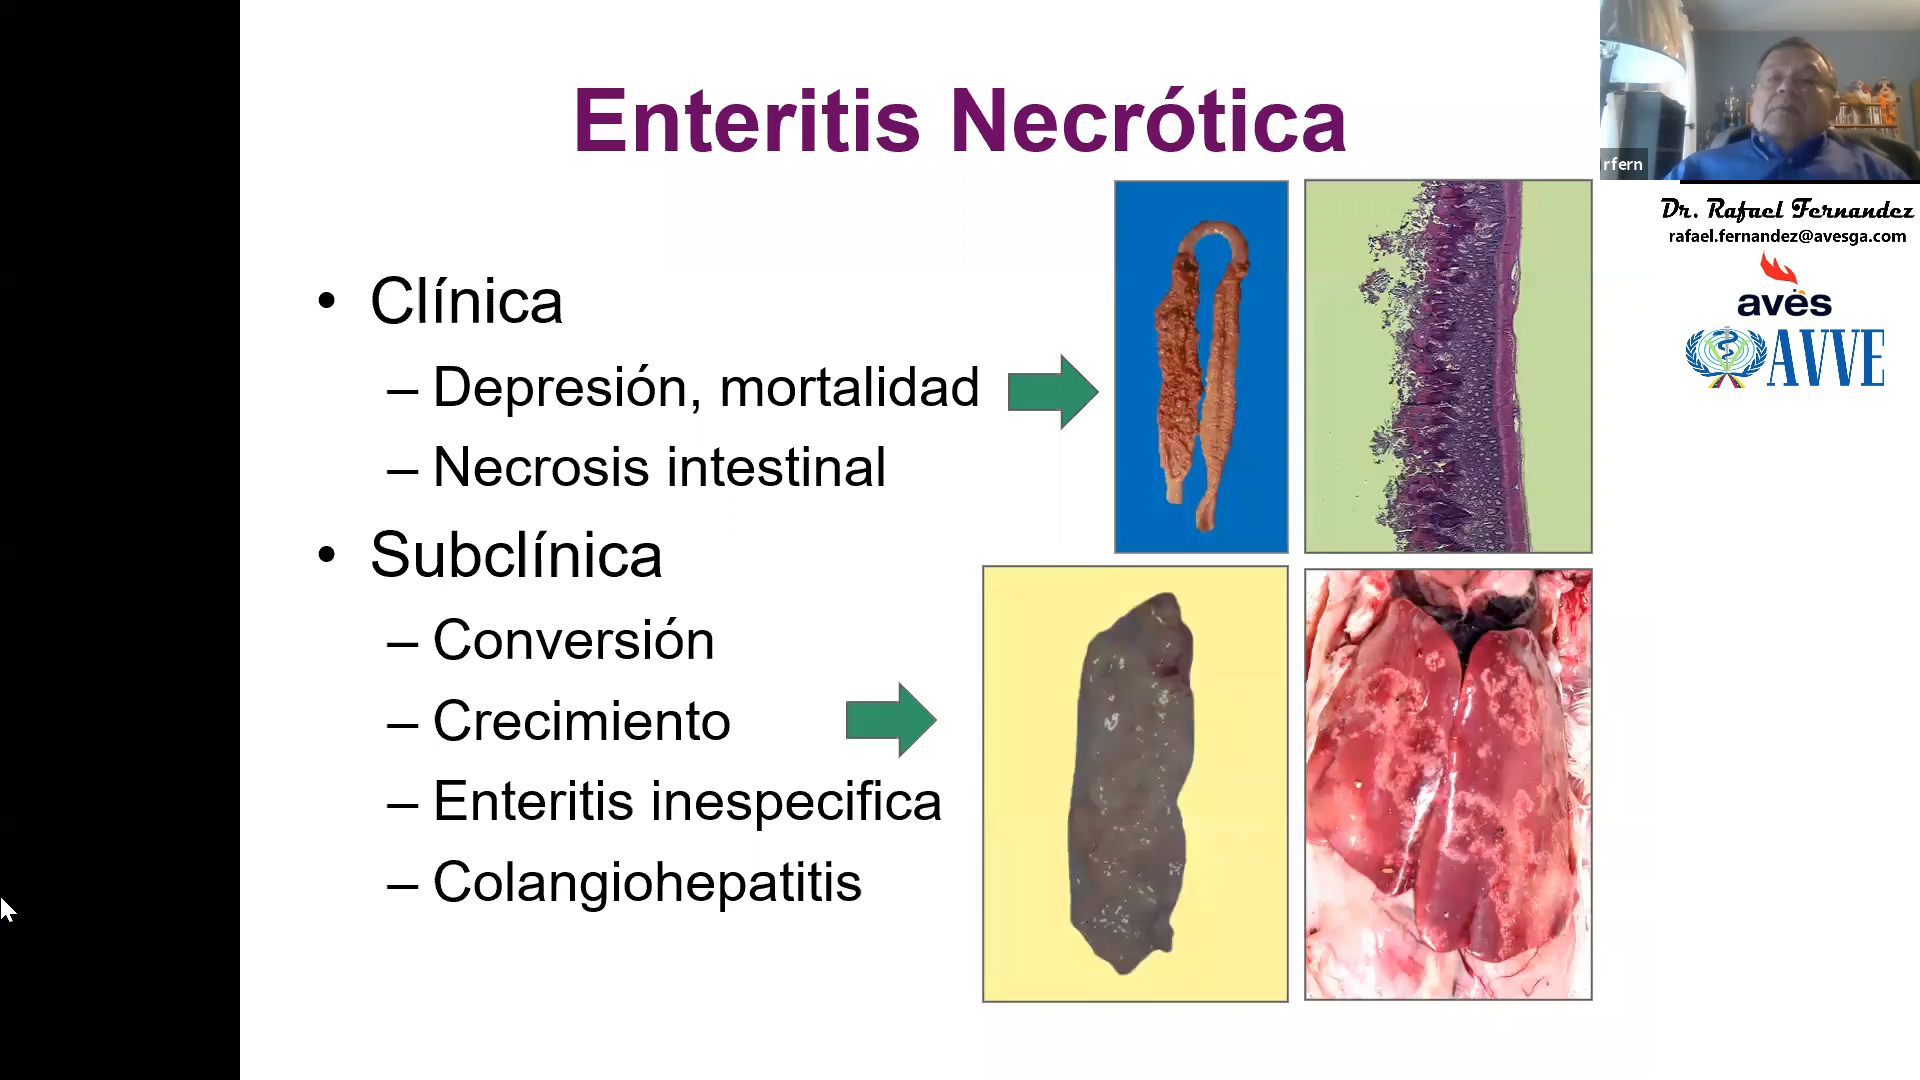 Enteritis Necrótica
• Clínica
– Depresión, mortalidad
– Necrosis intestinal
• Subclínica
– Conversión
– Crecimiento
– Enteritis inespecifica
– Colangiohepatitis
rfern
Dr. Rafael Fernandez
rafael.fernandez@avesga.com
avès
AVVE